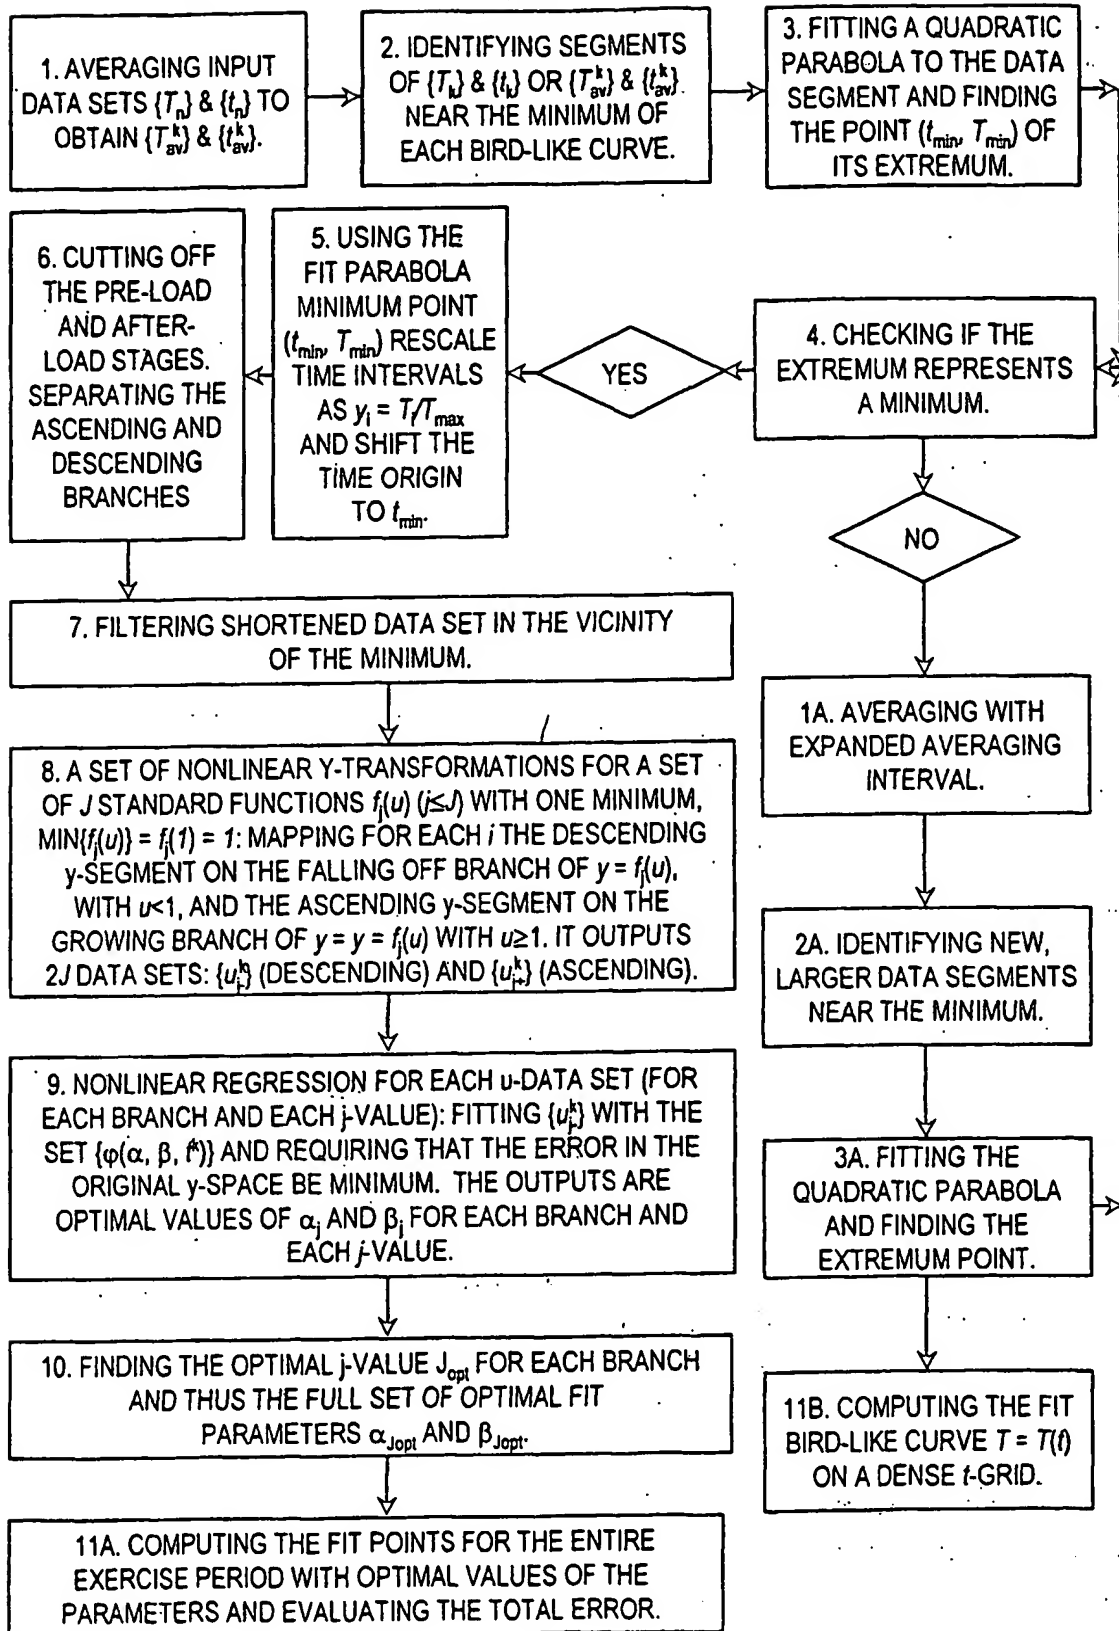 1. AVERAGING INPUT
DATA SETS {Tn} & {tn} TO
OBTAIN {T^k_av} & {t^k_av}.
2. IDENTIFYING SEGMENTS
OF {Tk} & {tk} OR {T^k_av} & {t^k_av}
NEAR THE MINIMUM OF
EACH BIRD-LIKE CURVE.
3. FITTING A QUADRATIC
PARABOLA TO THE DATA
SEGMENT AND FINDING
THE POINT (tmin, Tmin) OF
ITS EXTREMUM.
4. CHECKING IF THE
EXTREMUM REPRESENTS
A MINIMUM.
YES
NO
5. USING THE
FIT PARABOLA
MINIMUM POINT
(tmin, Tmin) RESCALE
TIME INTERVALS
AS yi = Ti/Tmax
AND SHIFT THE
TIME ORIGIN
TO tmin.
6. CUTTING OFF
THE PRE-LOAD
AND AFTER-
LOAD STAGES.
SEPARATING THE
ASCENDING AND
DESCENDING
BRANCHES
7. FILTERING SHORTENED DATA SET IN THE VICINITY
OF THE MINIMUM.
8. A SET OF NONLINEAR Y-TRANSFORMATIONS FOR A SET
OF J STANDARD FUNCTIONS fj(u) (j≤J) WITH ONE MINIMUM,
MIN{fj(u)} = fj(1) = 1: MAPPING FOR EACH i THE DESCENDING
y-SEGMENT ON THE FALLING OFF BRANCH OF y = fj(u),
WITH u<1, AND THE ASCENDING y-SEGMENT ON THE
GROWING BRANCH OF y = y = fj(u) WITH u≥1. IT OUTPUTS
2J DATA SETS: {u^k_j-} (DESCENDING) AND {u^k_j+} (ASCENDING).
9. NONLINEAR REGRESSION FOR EACH u-DATA SET (FOR
EACH BRANCH AND EACH j-VALUE): FITTING {u^k_j-} WITH THE
SET {φ(α, β, t^k)} AND REQUIRING THAT THE ERROR IN THE
ORIGINAL y-SPACE BE MINIMUM. THE OUTPUTS ARE
OPTIMAL VALUES OF αj AND βj FOR EACH BRANCH AND
EACH j-VALUE.
10. FINDING THE OPTIMAL j-VALUE Jopt FOR EACH BRANCH
AND THUS THE FULL SET OF OPTIMAL FIT
PARAMETERS αJopt AND βJopt.
11A. COMPUTING THE FIT POINTS FOR THE ENTIRE
EXERCISE PERIOD WITH OPTIMAL VALUES OF THE
PARAMETERS AND EVALUATING THE TOTAL ERROR.
1A. AVERAGING WITH
EXPANDED AVERAGING
INTERVAL.
2A. IDENTIFYING NEW,
LARGER DATA SEGMENTS
NEAR THE MINIMUM.
3A. FITTING THE
QUADRATIC PARABOLA
AND FINDING THE
EXTREMUM POINT.
11B. COMPUTING THE FIT
BIRD-LIKE CURVE T = T(t)
ON A DENSE t-GRID.